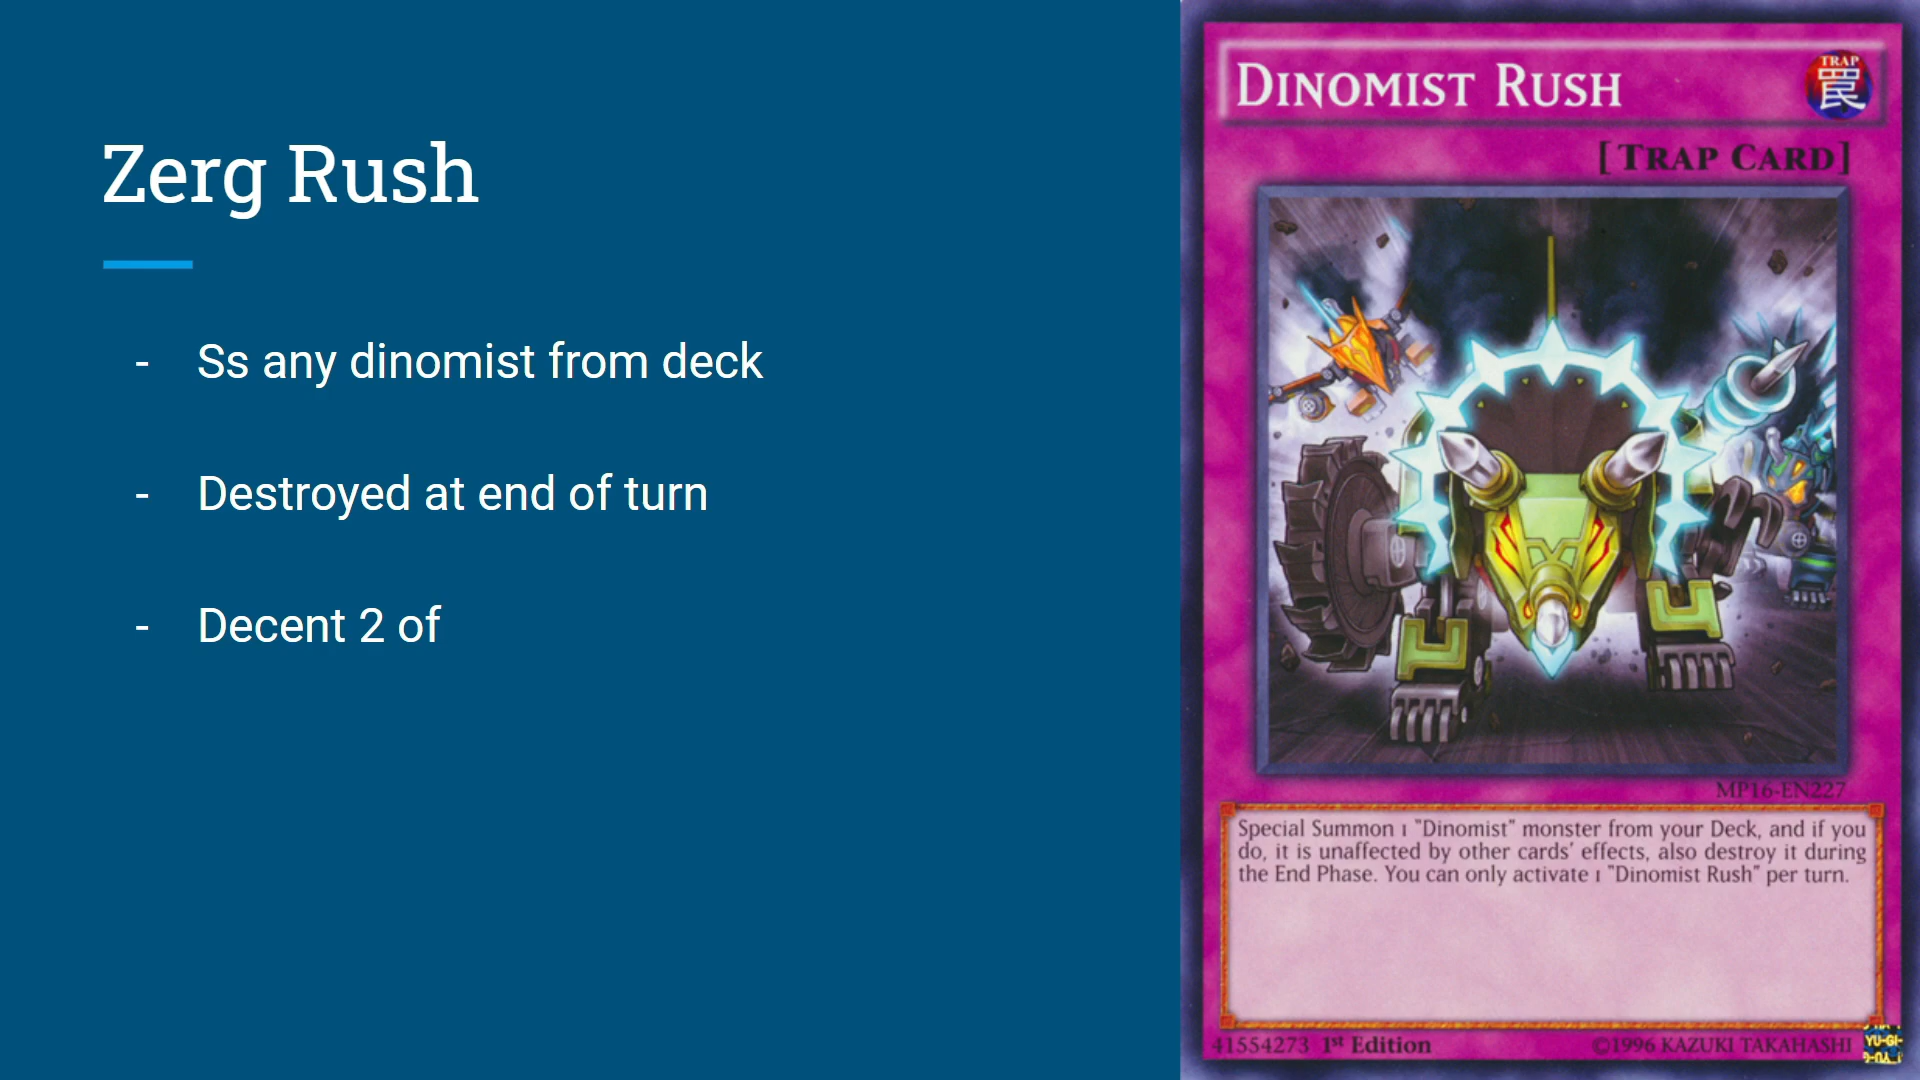 Zerg Rush
- Ss any dinomist from deck
- Destroyed at end of turn
- Decent 2 of
DINOMIST RUSH
TRAP
罠
[TRAP CARD]
MP16-EN227
Special Summon 1 "Dinomist" monster from your Deck, and if you
do, it is unaffected by other cards' effects, also destroy it during
the End Phase. You can only activate 1 "Dinomist Rush" per turn.
41554273 1st Edition
©1996 KAZUKI TAKAHASHI
YU-GI-